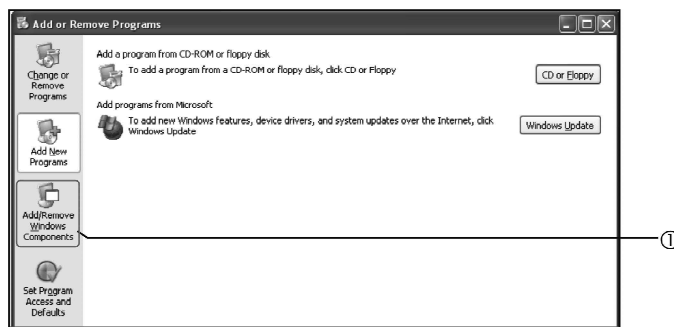 Add or Remove Programs
Change or
Remove
Programs
Add New
Programs
Add/Remove
Windows
Components
Set Program
Access and
Defaults
Add a program from CD-ROM or floppy disk
To add a program from a CD-ROM or floppy disk, click CD or Floppy
CD or Floppy
Add programs from Microsoft
To add new Windows features, device drivers, and system updates over the Internet, click
Windows Update
Windows Update
①